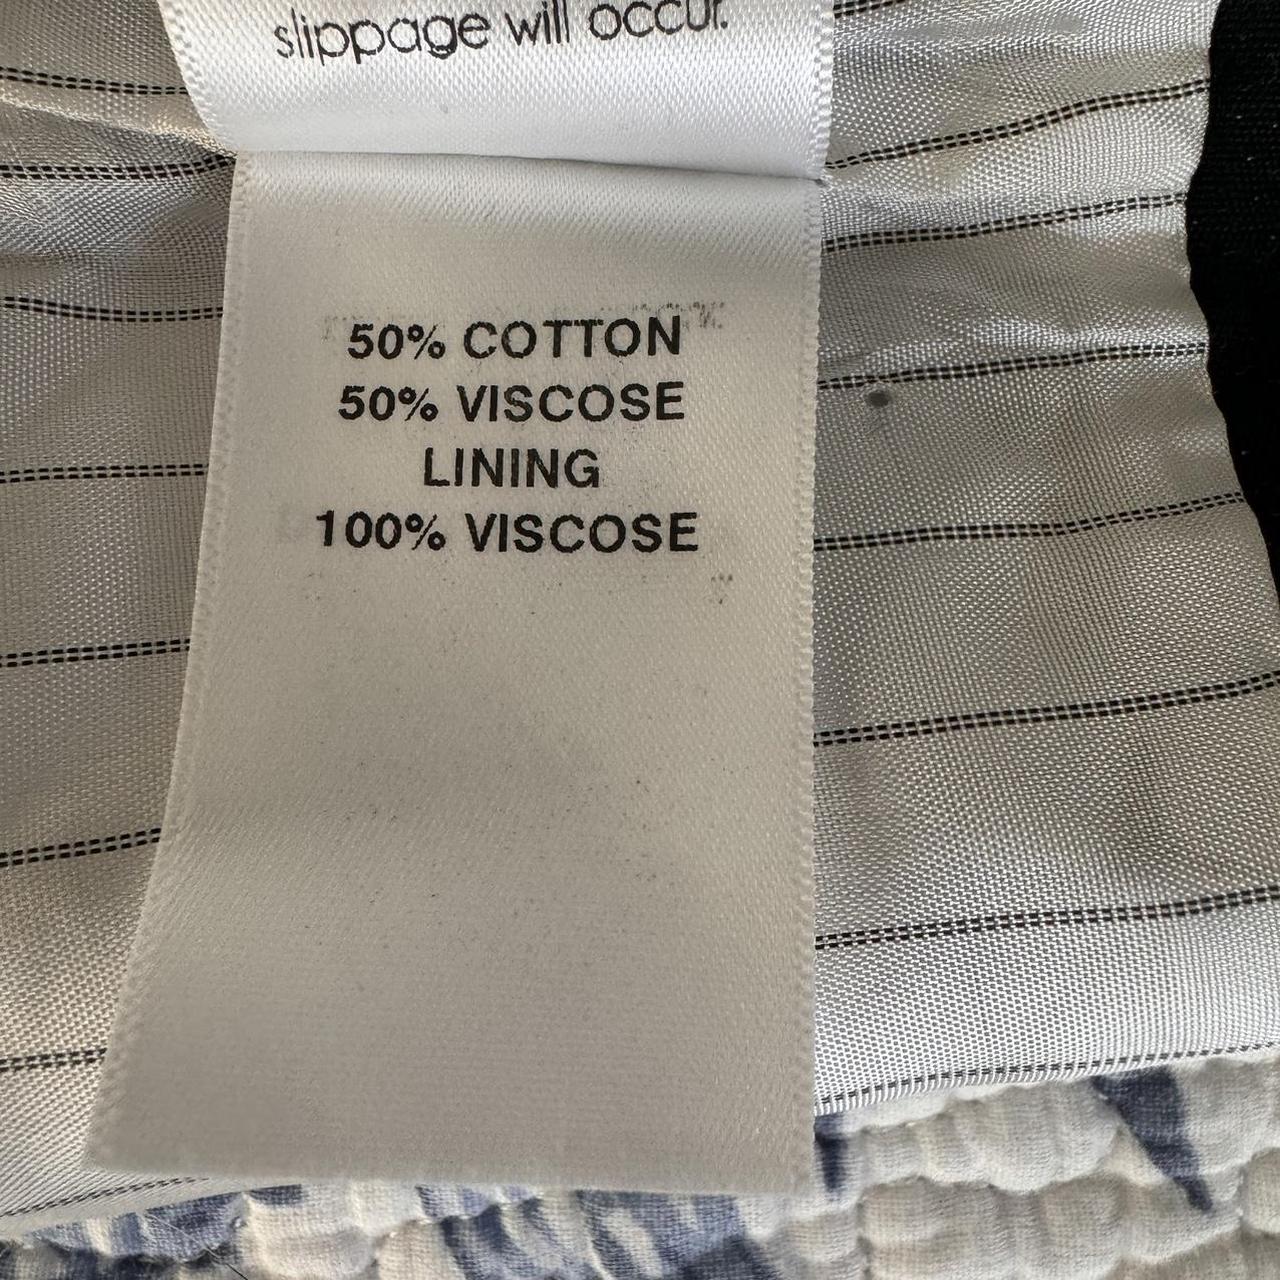 slippage will occur.
50% COTTON
50% VISCOSE
LINING
100% VISCOSE